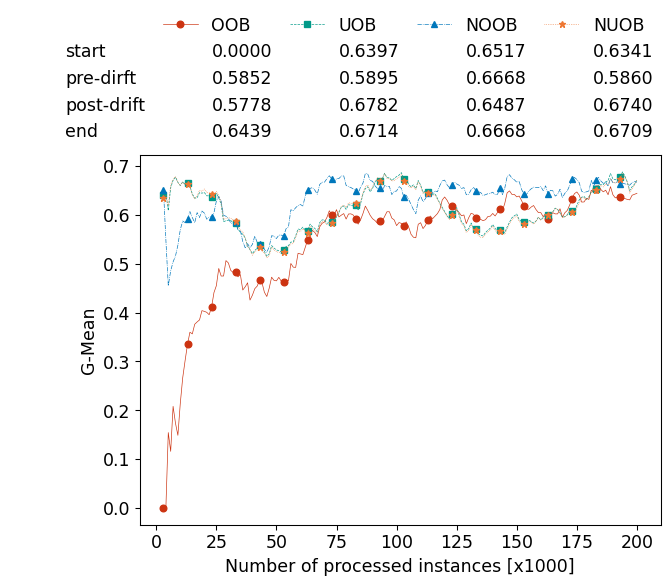 OOB UOB NOOB NUOB
start 0.0000 0.6397 0.6517 0.6341
pre-dirft 0.5852 0.5895 0.6668 0.5860
post-drift 0.5778 0.6782 0.6487 0.6740
end 0.6439 0.6714 0.6668 0.6709
0.7
0.6
0.5
0.4
0.3
0.2
0.1
0.0
G-Mean
0 25 50 75 100 125 150 175 200
Number of processed instances [x1000]